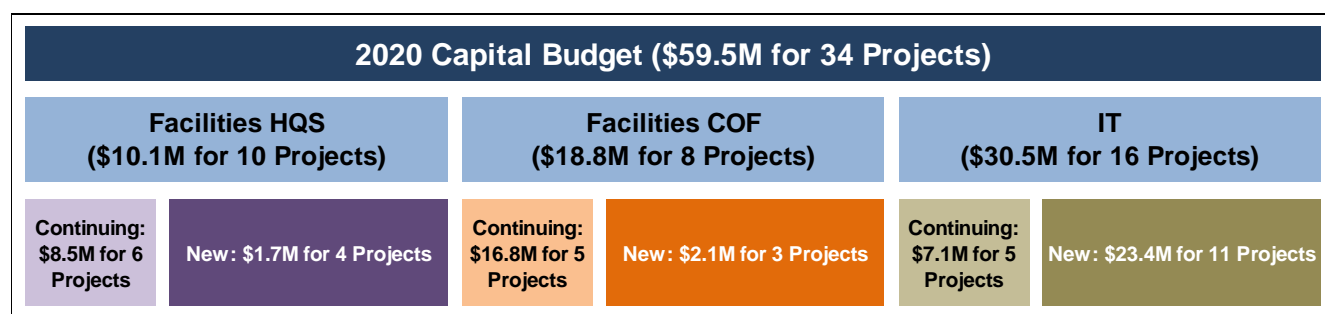 2020 Capital Budget ($59.5M for 34 Projects)
Facilities HQS
($10.1M for 10 Projects)
Facilities COF
($18.8M for 8 Projects)
IT
($30.5M for 16 Projects)
Continuing:
$8.5M for 6
Projects
New: $1.7M for 4 Projects
Continuing:
$16.8M for 5
Projects
New: $2.1M for 3 Projects
Continuing:
$7.1M for 5
Projects
New: $23.4M for 11 Projects